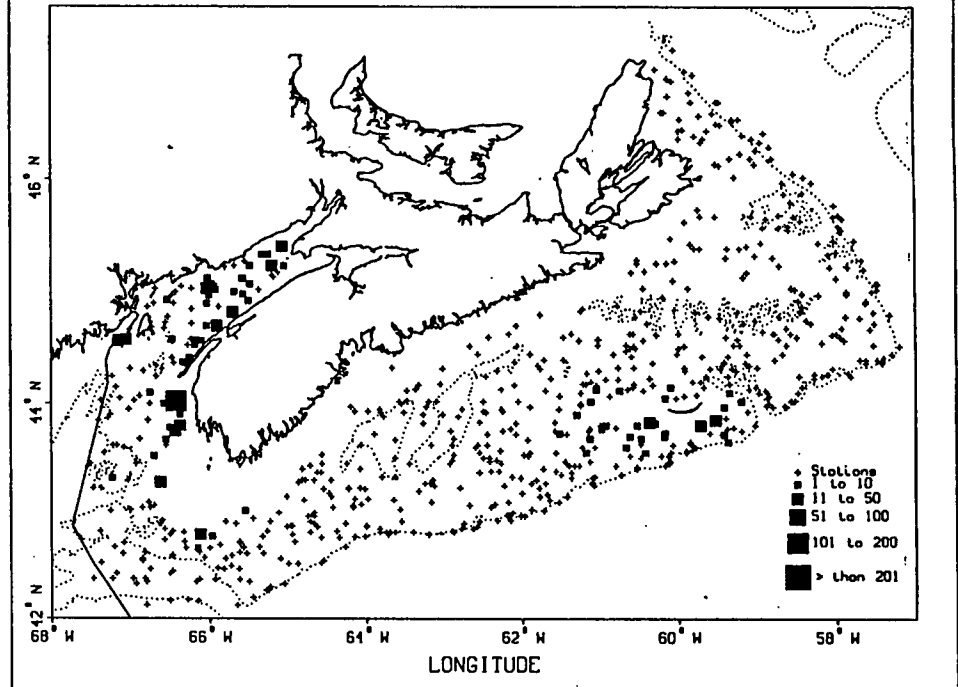 46° N
44° N
42° N
+ Stations
1 to 10
11 to 50
51 to 100
101 to 200
> than 201
68° W 66° W 64° W 62° W 60° W 58° W
LONGITUDE